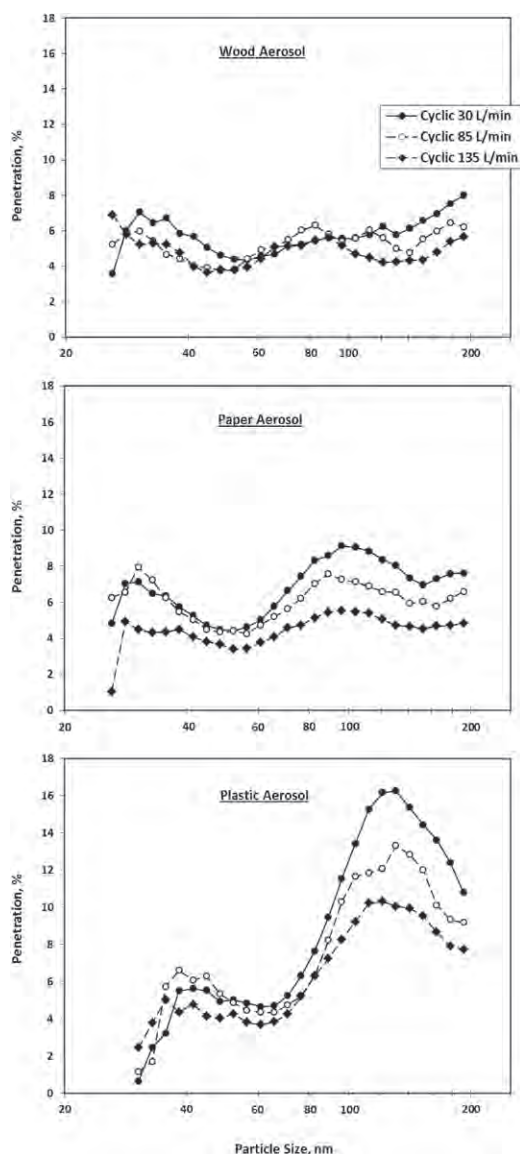 18
16
14
12
10
8
6
4
2
0
Penetration, %
Wood Aerosol
Cyclic 30 L/min
Cyclic 85 L/min
Cyclic 135 L/min
20 40 60 80 100 200
18
16
14
12
10
8
6
4
2
0
Penetration, %
Paper Aerosol
20 40 60 80 100 200
18
16
14
12
10
8
6
4
2
0
Penetration, %
Plastic Aerosol
20 40 60 80 100 200
Particle Size, nm